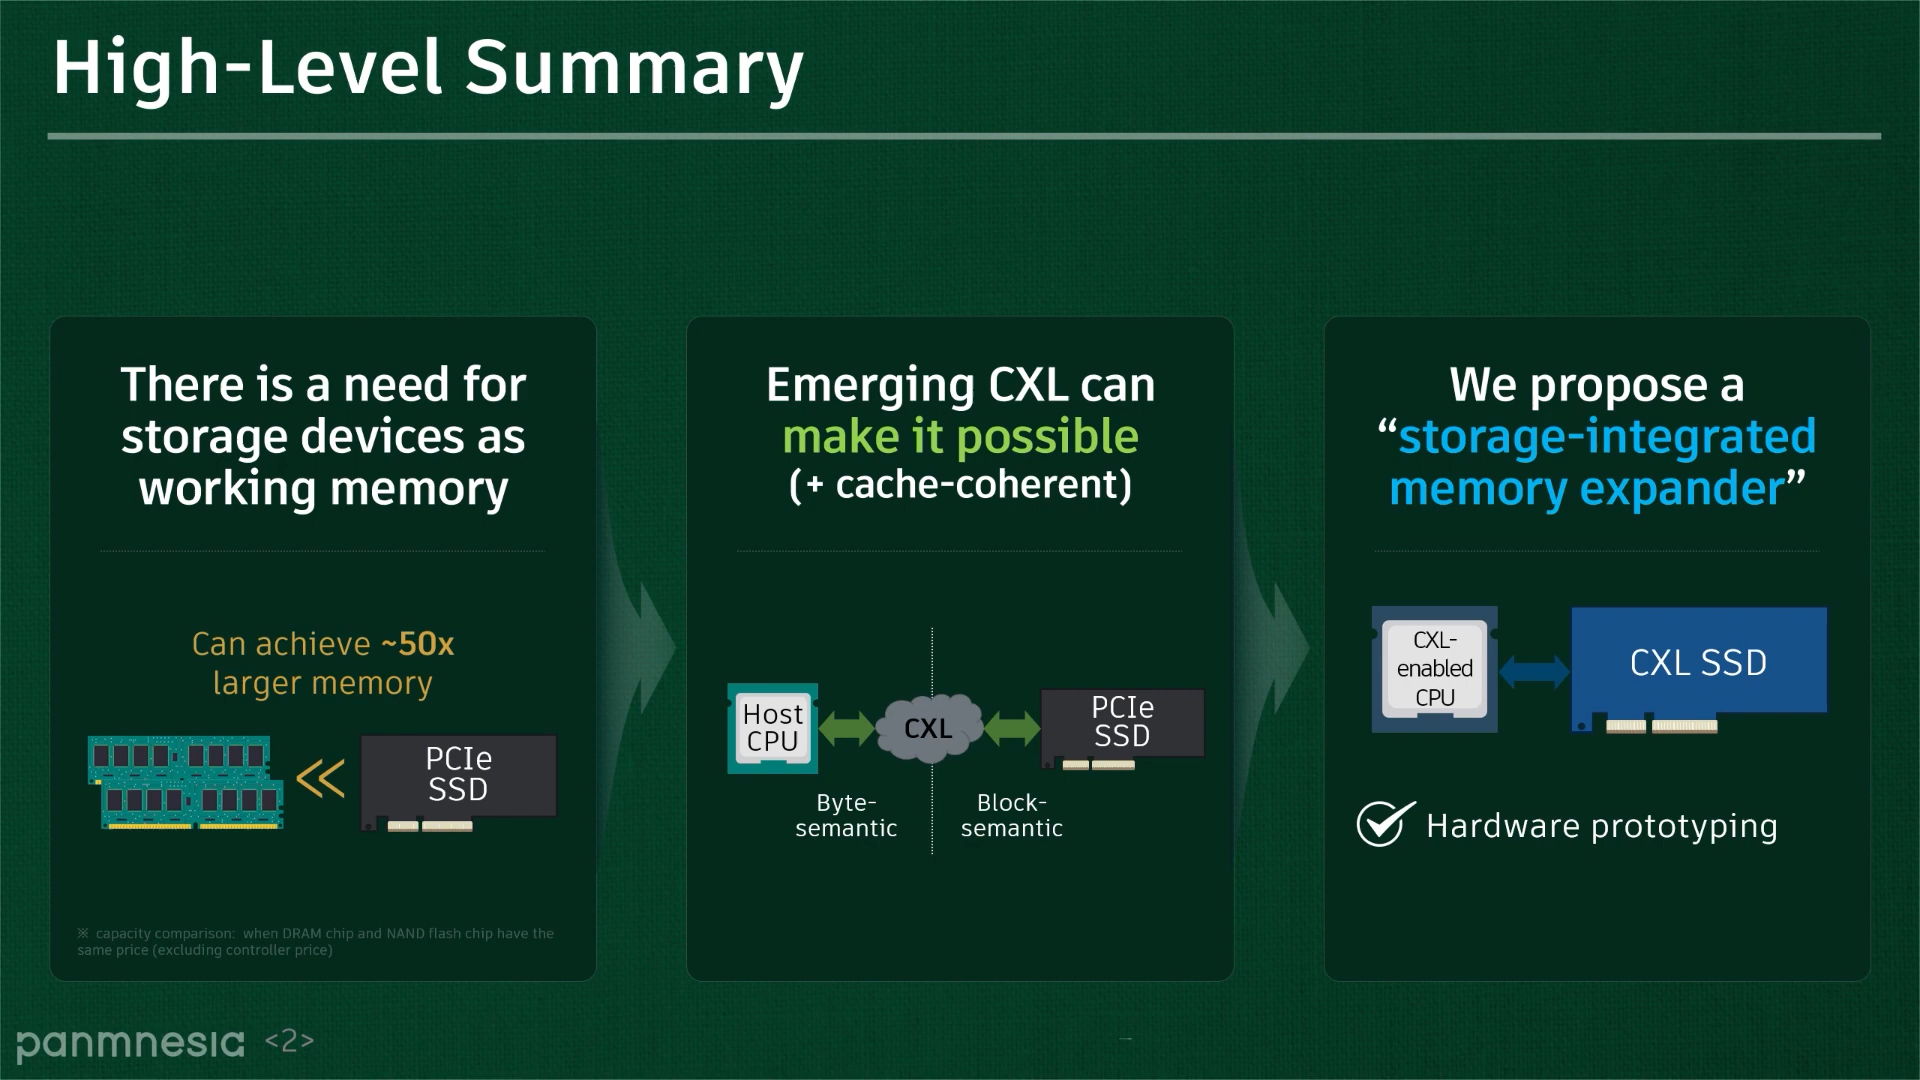 High-Level Summary
There is a need for
storage devices as
working memory
Can achieve ~50x
larger memory
PCIe
SSD
※ capacity comparison: when DRAM chip and NAND flash chip have the
same price (excluding controller price)
Emerging CXL can
make it possible
(+ cache-coherent)
Host
CPU
CXL
PCIe
SSD
Byte-
semantic
Block-
semantic
We propose a
“storage-integrated
memory expander”
CXL-
enabled
CPU
CXL SSD
Hardware prototyping
panmnesia <2>